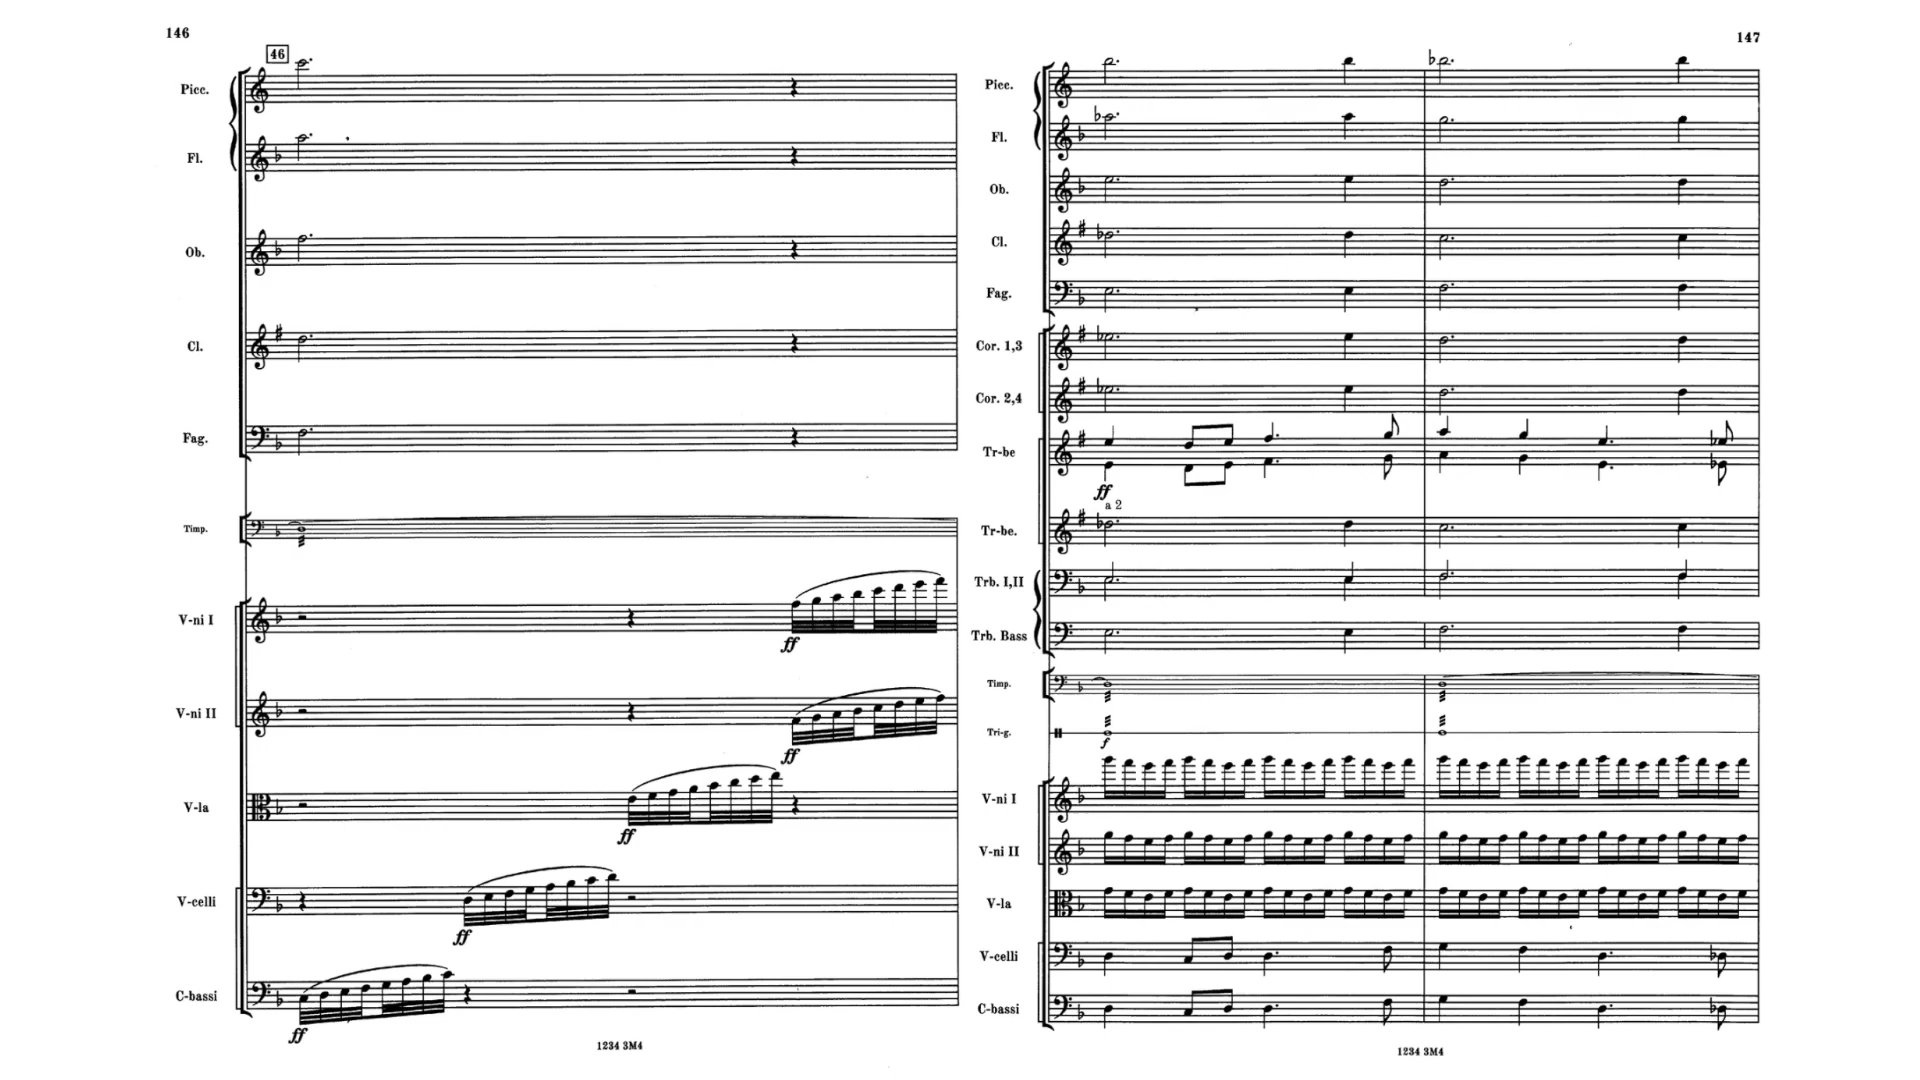 146
46
Picc.
Fl.
Ob.
Cl.
Fag.
Timp.
V-ni I
ff
V-ni II
ff
V-la
ff
V-celli
ff
C-bassi
ff
1234 3M4
147
Picc.
Fl.
Ob.
Cl.
Fag.
Cor. 1,3
Cor. 2,4
Tr-be
ff
a 2
Tr-be.
Trb. I,II
Trb. Bass
Timp.
Tri-g.
f
V-ni I
V-ni II
V-la
V-celli
C-bassi
1234 3M4